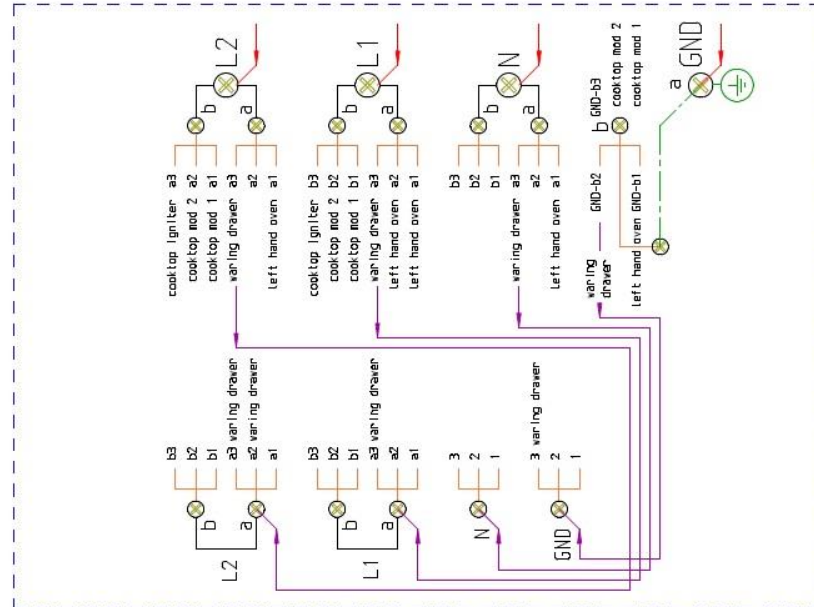 L2
b
a
cooktop igniter a3
cooktop mod 2 a2
cooktop mod 1 a1
waring drawer a3
a2
left hand oven a1
L1
b
a
cooktop igniter b3
cooktop mod 2 b2
cooktop mod 1 b1
waring drawer a3
left hand oven a2
left hand oven a1
N
b
a
b3
b2
b1
waring drawer a3
a2
left hand oven a1
GND
a
b GND-b3
cooktop mod 2
cooktop mod 1
GND-b2
waring
drawer
left hand oven GND-b1
L2
b
a
b3
b2
b1
a3 waring drawer
a2 waring drawer
a1
L1
b
a
b3
b2
b1
a3 waring drawer
a2
a1
N
3
2
1
GND
3 waring drawer
2
1